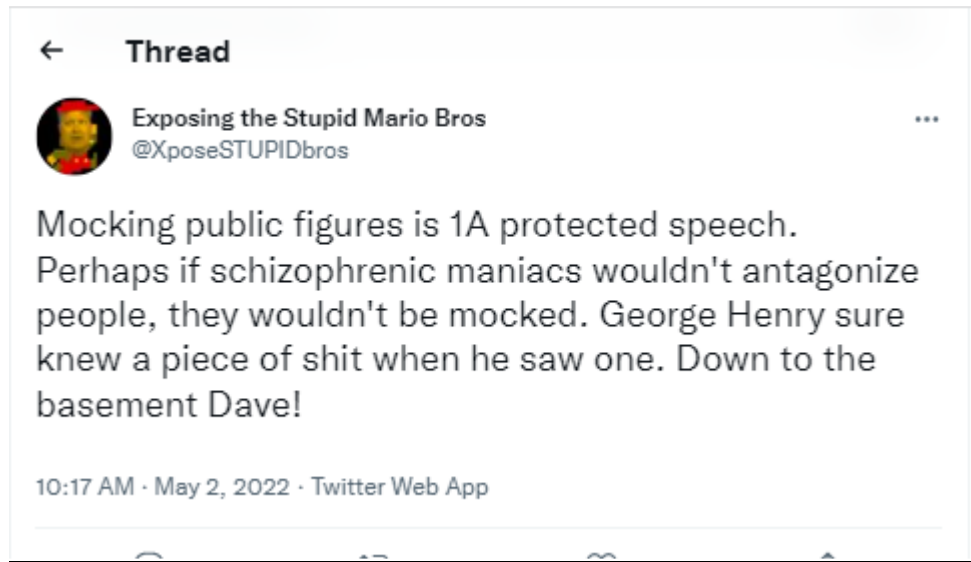 Thread
Exposing the Stupid Mario Bros
@XposeSTUPIDbros
Mocking public figures is 1A protected speech.
Perhaps if schizophrenic maniacs wouldn't antagonize
people, they wouldn't be mocked. George Henry sure
knew a piece of shit when he saw one. Down to the
basement Dave!
10:17 AM · May 2, 2022 · Twitter Web App